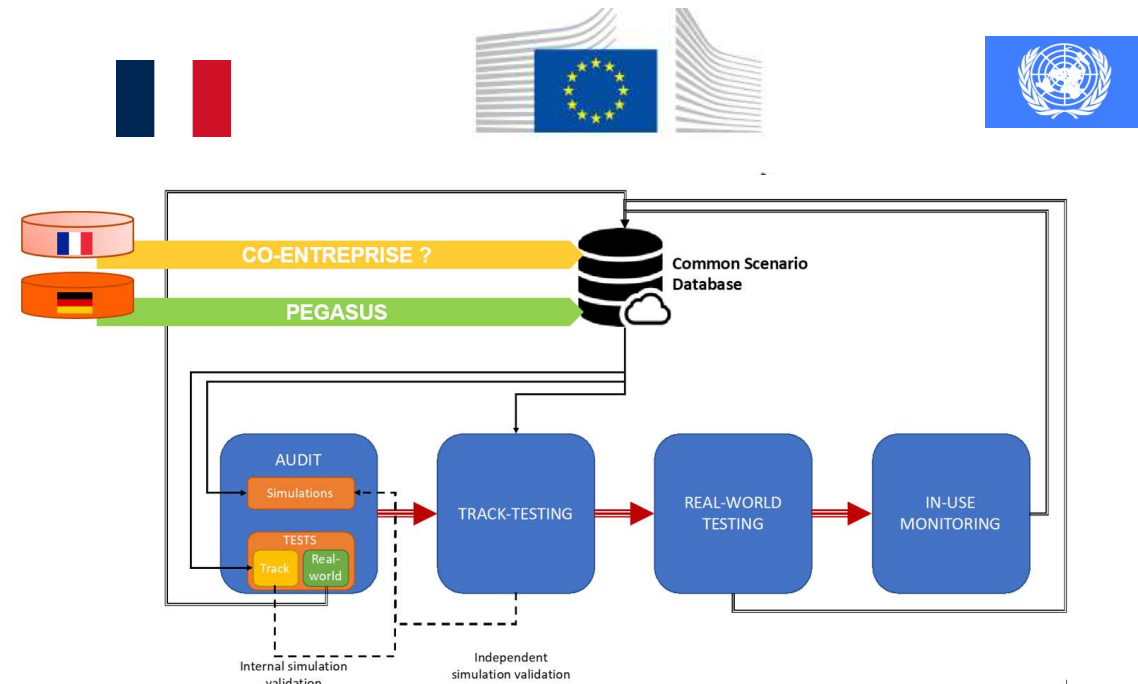 CO-ENTREPRISE ?
PEGASUS
Common Scenario
Database
AUDIT
Simulations
TESTS
Track
Real-
world
TRACK-TESTING
REAL-WORLD
TESTING
IN-USE
MONITORING
Internal simulation
validation
Independent
simulation validation